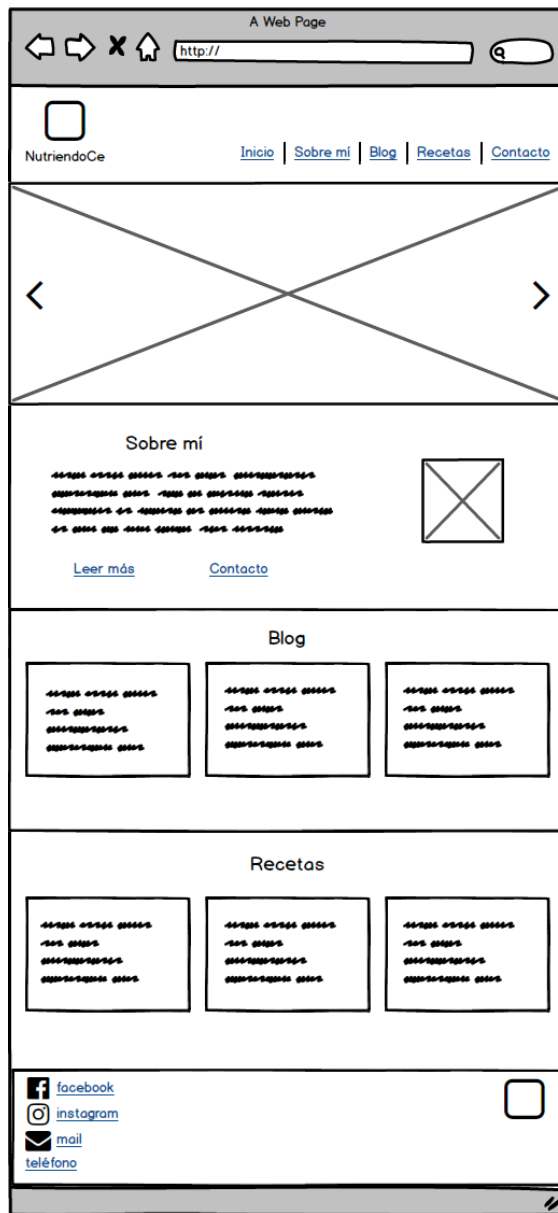 A Web Page
http://
NutriendoCe
Inicio | Sobre mí | Blog | Recetas | Contacto
Sobre mí
Leer más
Contacto
Blog
Recetas
facebook
instagram
mail
teléfono